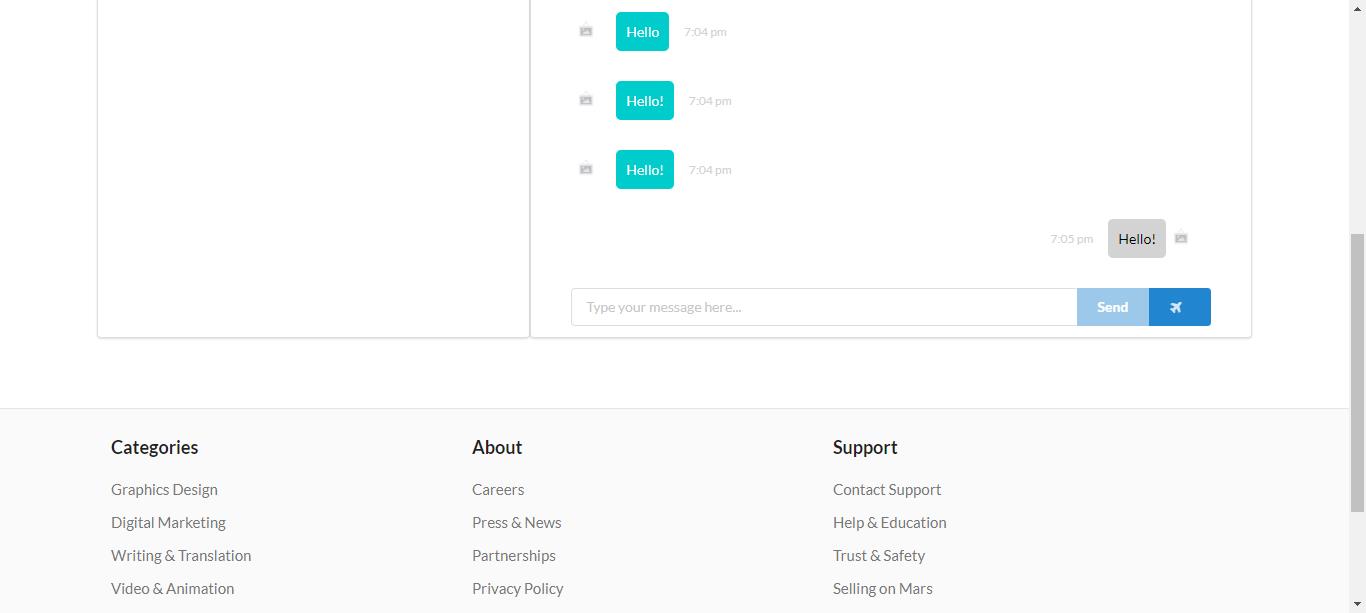 Hello 7:04 pm
Hello! 7:04 pm
Hello! 7:04 pm
7:05 pm Hello!
Type your message here... Send
Categories
Graphics Design
Digital Marketing
Writing & Translation
Video & Animation
About
Careers
Press & News
Partnerships
Privacy Policy
Support
Contact Support
Help & Education
Trust & Safety
Selling on Mars